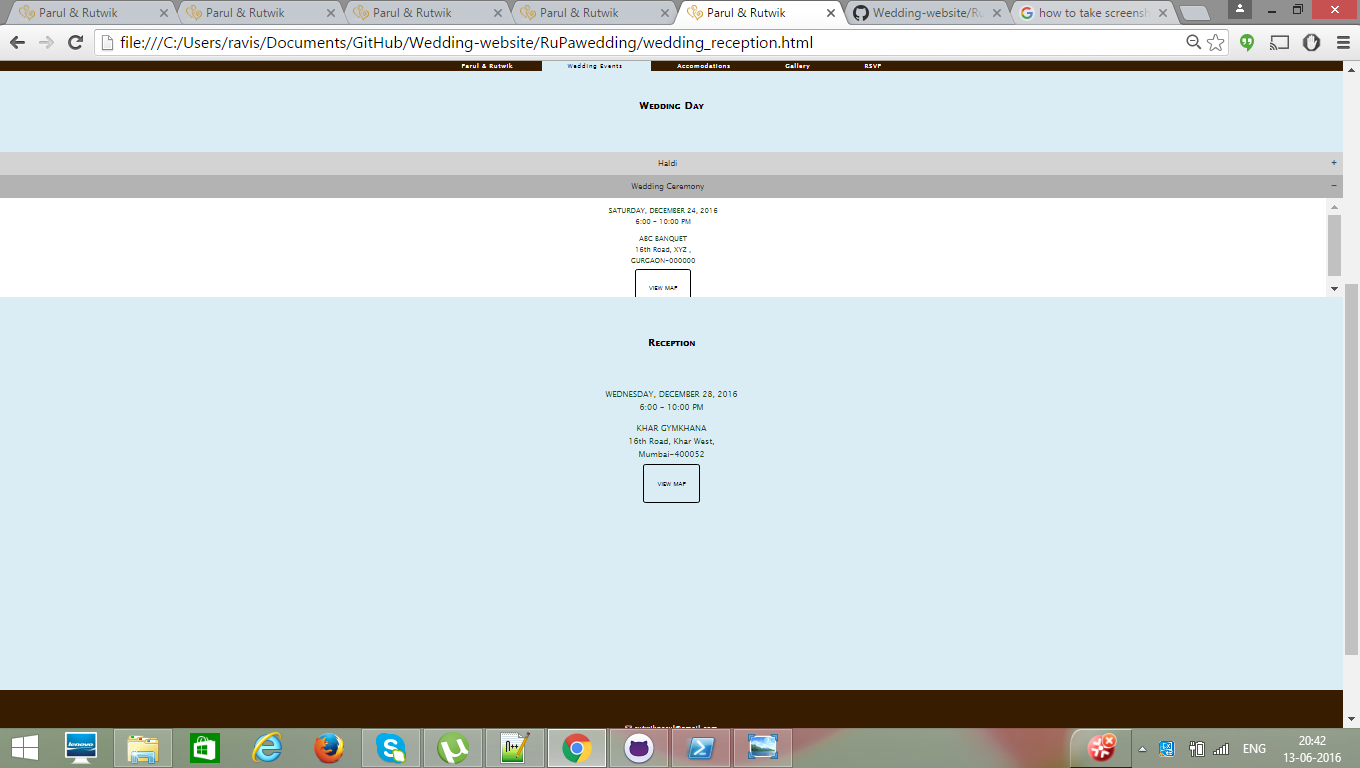 Parul & Rutwik
Parul & Rutwik
Parul & Rutwik
Parul & Rutwik
Parul & Rutwik
Wedding-website/Ru
how to take screensh
file:///C:/Users/ravis/Documents/GitHub/Wedding-website/RuPawedding/wedding_reception.html
Parul & Rutwik Wedding Events Accomodations Gallery RSVP
Wedding Day
Haldi +
Wedding Ceremony −
SATURDAY, DECEMBER 24, 2016
6:00 – 10:00 PM
ABC BANQUET
16th Road, XYZ ,
GURGAON-000000
VIEW MAP
Reception
WEDNESDAY, DECEMBER 28, 2016
6:00 – 10:00 PM
KHAR GYMKHANA
16th Road, Khar West,
Mumbai-400052
VIEW MAP
lenovo
ENG
20:42
13-06-2016